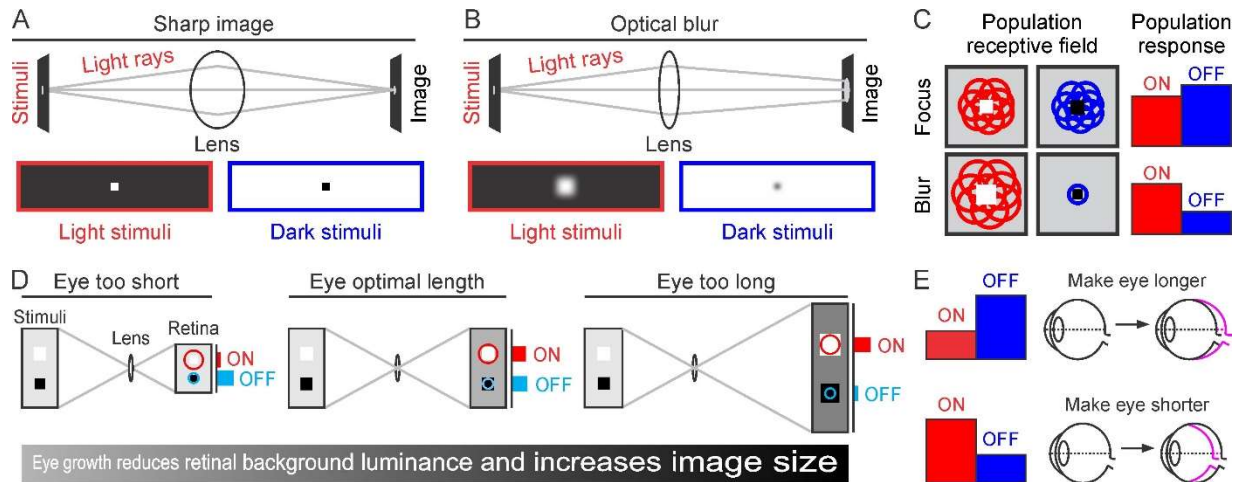 A
Sharp image
Stimuli
Light rays
Image
Lens
Light stimuli
Dark stimuli
B
Optical blur
Stimuli
Light rays
Image
Lens
Light stimuli
Dark stimuli
C
Population
receptive field
Population
response
Focus
ON
OFF
Blur
ON
OFF
D
Eye too short
Stimuli
Lens
Retina
ON
OFF
Eye optimal length
ON
OFF
Eye too long
ON
OFF
Eye growth reduces retinal background luminance and increases image size
E
OFF
ON
Make eye longer
ON
OFF
Make eye shorter